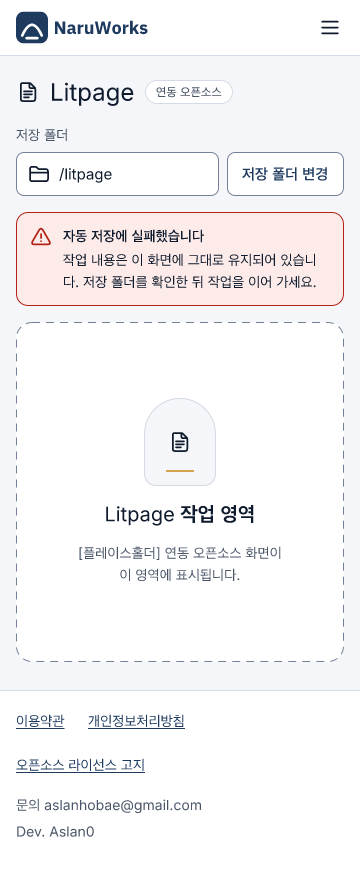 NaruWorks
Litpage 연동 오픈소스
저장 폴더
/litpage 저장 폴더 변경
자동 저장에 실패했습니다
작업 내용은 이 화면에 그대로 유지되어 있습니
다. 저장 폴더를 확인한 뒤 작업을 이어 가세요.
Litpage 작업 영역
[플레이스홀더] 연동 오픈소스 화면이
이 영역에 표시됩니다.
이용약관 개인정보처리방침
오픈소스 라이선스 고지
문의 aslanhobae@gmail.com
Dev. Aslan0